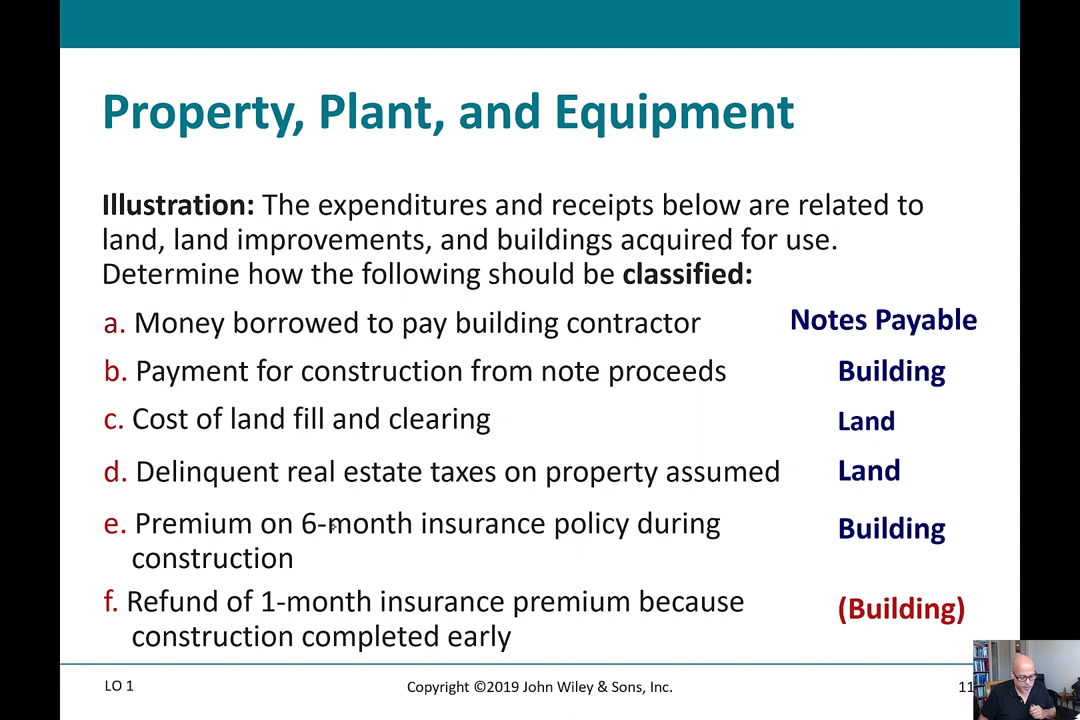 Property, Plant, and Equipment
Illustration: The expenditures and receipts below are related to
land, land improvements, and buildings acquired for use.
Determine how the following should be classified:
a. Money borrowed to pay building contractor Notes Payable
b. Payment for construction from note proceeds Building
c. Cost of land fill and clearing Land
d. Delinquent real estate taxes on property assumed Land
e. Premium on 6-month insurance policy during Building
construction
f. Refund of 1-month insurance premium because (Building)
construction completed early
LO 1 Copyright ©2019 John Wiley & Sons, Inc. 11